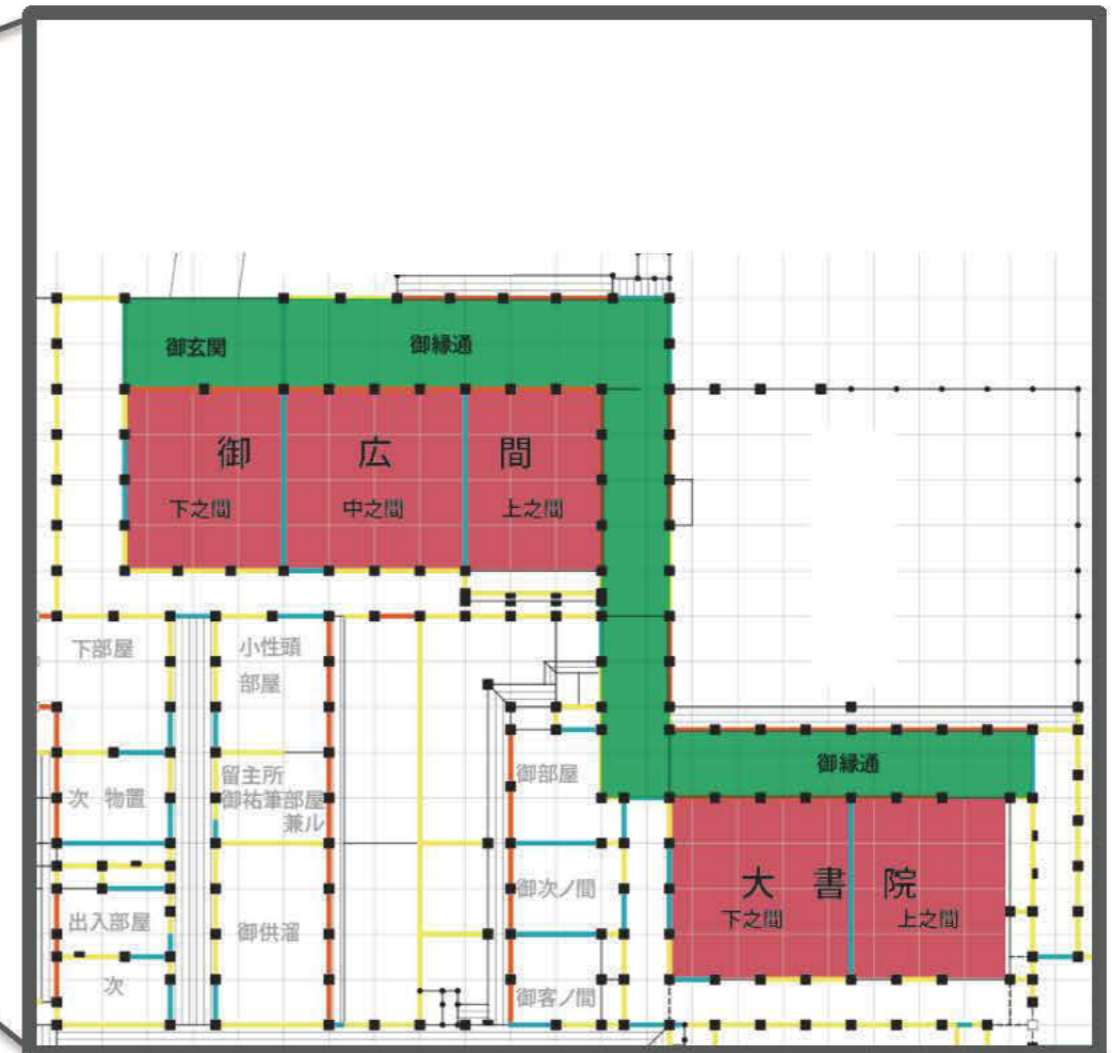 御玄関
御縁通
御広間
下之間
中之間
上之間
下部屋
小性頭
部屋
次 物置
留主所
御祐筆部屋
兼ル
御部屋
御縁通
大書院
下之間
上之間
出入部屋
次
御供溜
御次ノ間
御客ノ間